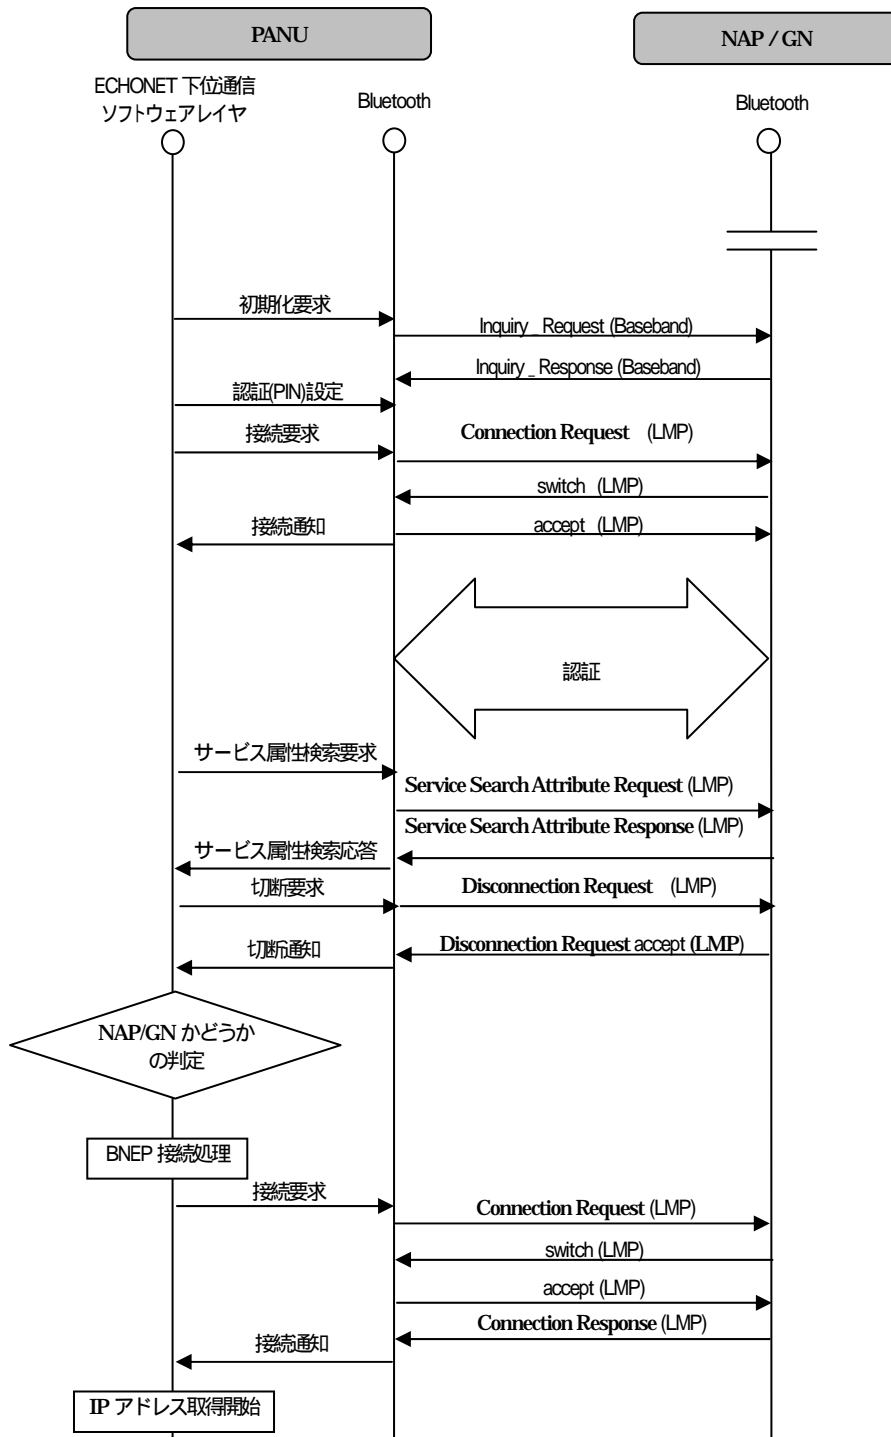 PANU
NAP / GN
ECHONET 下位通信
ソフトウェアレイヤ
Bluetooth
Bluetooth
初期化要求
Inquiry_Request (Baseband)
Inquiry_Response (Baseband)
認証(PIN)設定
接続要求
Connection Request (LMP)
switch (LMP)
接続通知
accept (LMP)
認証
サービス属性検索要求
Service Search Attribute Request (LMP)
Service Search Attribute Response (LMP)
サービス属性検索応答
切断要求
Disconnection Request (LMP)
Disconnection Request accept (LMP)
切断通知
NAP/GN かどうか
の判定
BNEP 接続処理
接続要求
Connection Request (LMP)
switch (LMP)
accept (LMP)
Connection Response (LMP)
接続通知
IP アドレス取得開始